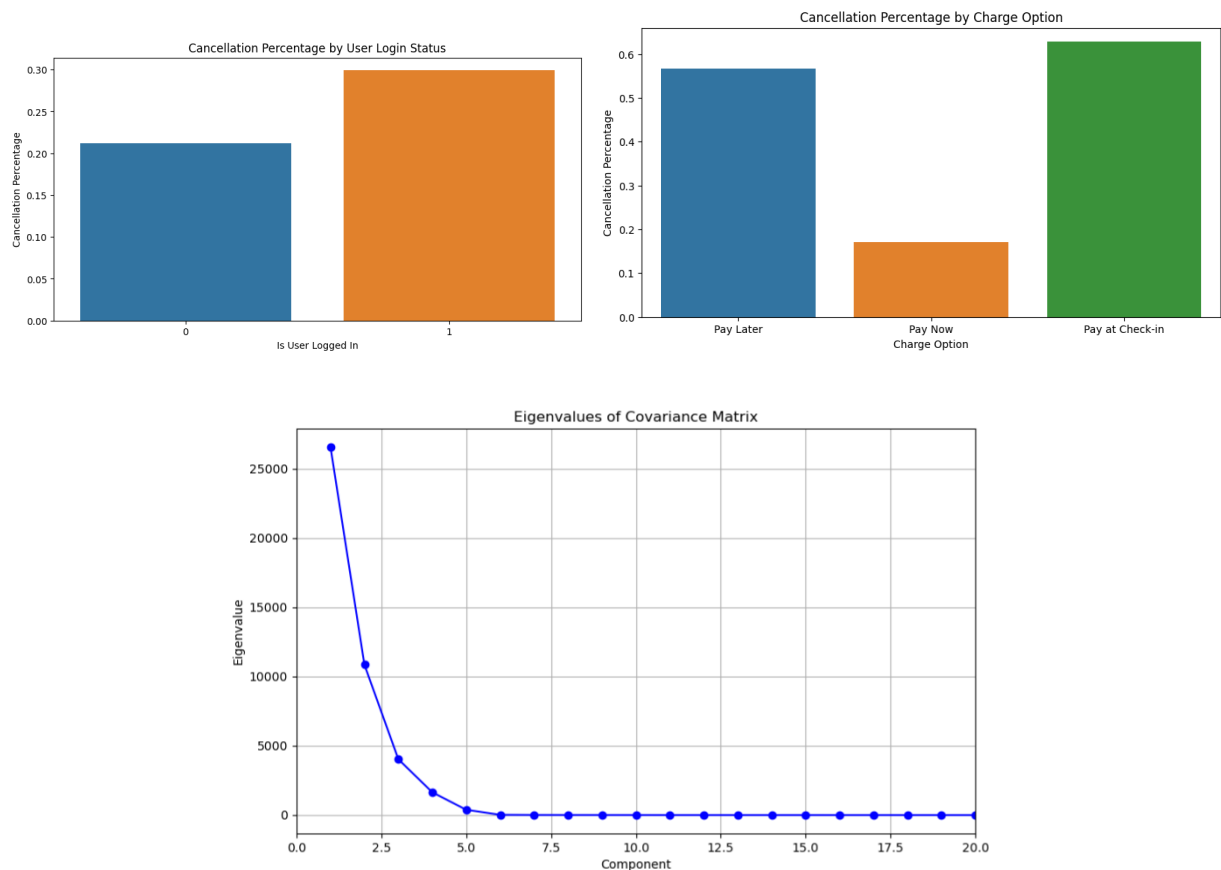 Cancellation Percentage by User Login Status
Cancellation Percentage
0.30
0.25
0.20
0.15
0.10
0.05
0.00
0 1
Is User Logged In
Cancellation Percentage by Charge Option
Cancellation Percentage
0.6
0.5
0.4
0.3
0.2
0.1
0.0
Pay Later Pay Now Pay at Check-in
Charge Option
Eigenvalues of Covariance Matrix
Eigenvalue
25000
20000
15000
10000
5000
0
0.0 2.5 5.0 7.5 10.0 12.5 15.0 17.5 20.0
Component